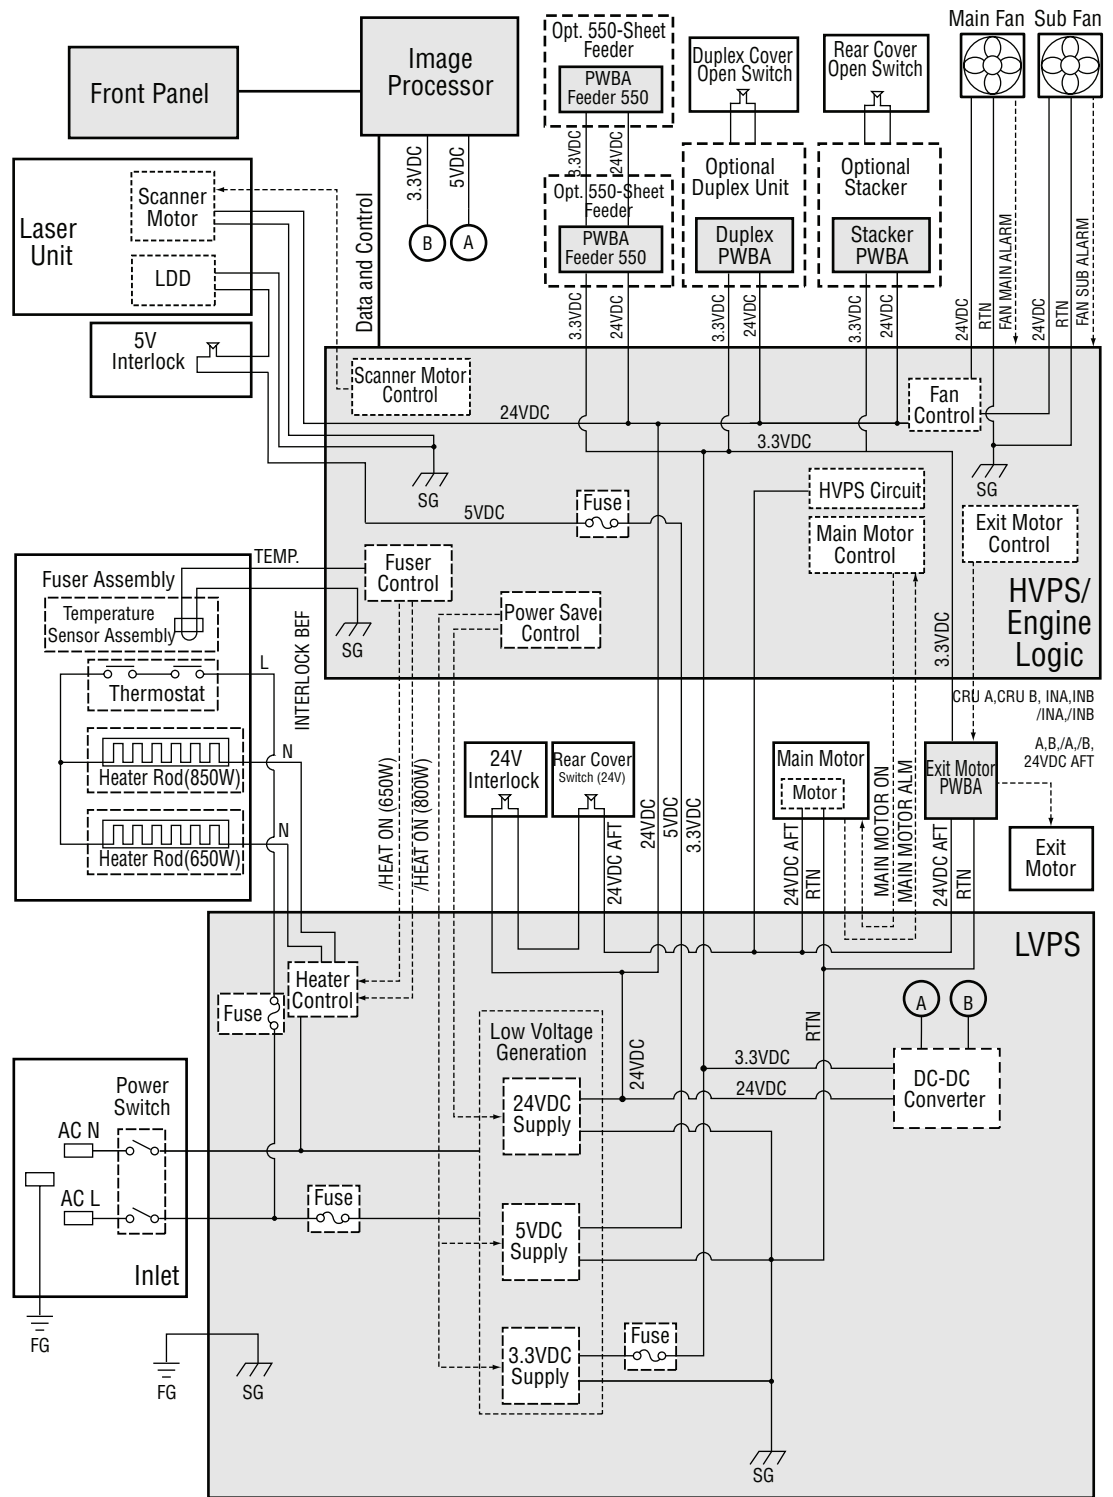 Main Fan
Sub Fan
Front Panel
Image
Processor
Opt. 550-Sheet
Feeder
PWBA
Feeder 550
Duplex Cover
Open Switch
Rear Cover
Open Switch
3.3VDC
5VDC
B
A
3.3VDC
24VDC
Opt. 550-Sheet
Feeder
PWBA
Feeder 550
Optional
Duplex Unit
Duplex
PWBA
Optional
Stacker
Stacker
PWBA
Laser
Unit
Scanner
Motor
LDD
5V
Interlock
Data and Control
3.3VDC
24VDC
3.3VDC
24VDC
3.3VDC
24VDC
24VDC
RTN
FAN MAIN ALARM
24VDC
RTN
FAN SUB ALARM
Scanner Motor
Control
24VDC
Fan
Control
3.3VDC
SG
SG
5VDC
Fuse
HVPS Circuit
Main Motor
Control
Exit Motor
Control
HVPS/
Engine
Logic
3.3VDC
TEMP.
Fuser
Control
Power Save
Control
SG
Fuser Assembly
Temperature
Sensor Assembly
L
Thermostat
INTERLOCK BEF
N
Heater Rod(850W)
N
Heater Rod(650W)
/HEAT ON (650W)
/HEAT ON (800W)
24V
Interlock
Rear Cover
Switch (24V)
24VDC AFT
24VDC
5VDC
3.3VDC
Main Motor
Motor
24VDC AFT
RTN
MAIN MOTOR ON
MAIN MOTOR ALM
CRU A,CRU B, INA,INB
/INA,/INB
A,B,/A,/B,
24VDC AFT
Exit Motor
PWBA
24VDC AFT
RTN
Exit
Motor
LVPS
Heater
Control
Fuse
Low Voltage
Generation
24VDC
RTN
A
B
3.3VDC
24VDC
DC-DC
Converter
24VDC
Supply
Power
Switch
AC N
AC L
Inlet
Fuse
5VDC
Supply
3.3VDC
Supply
Fuse
FG
FG
SG
SG